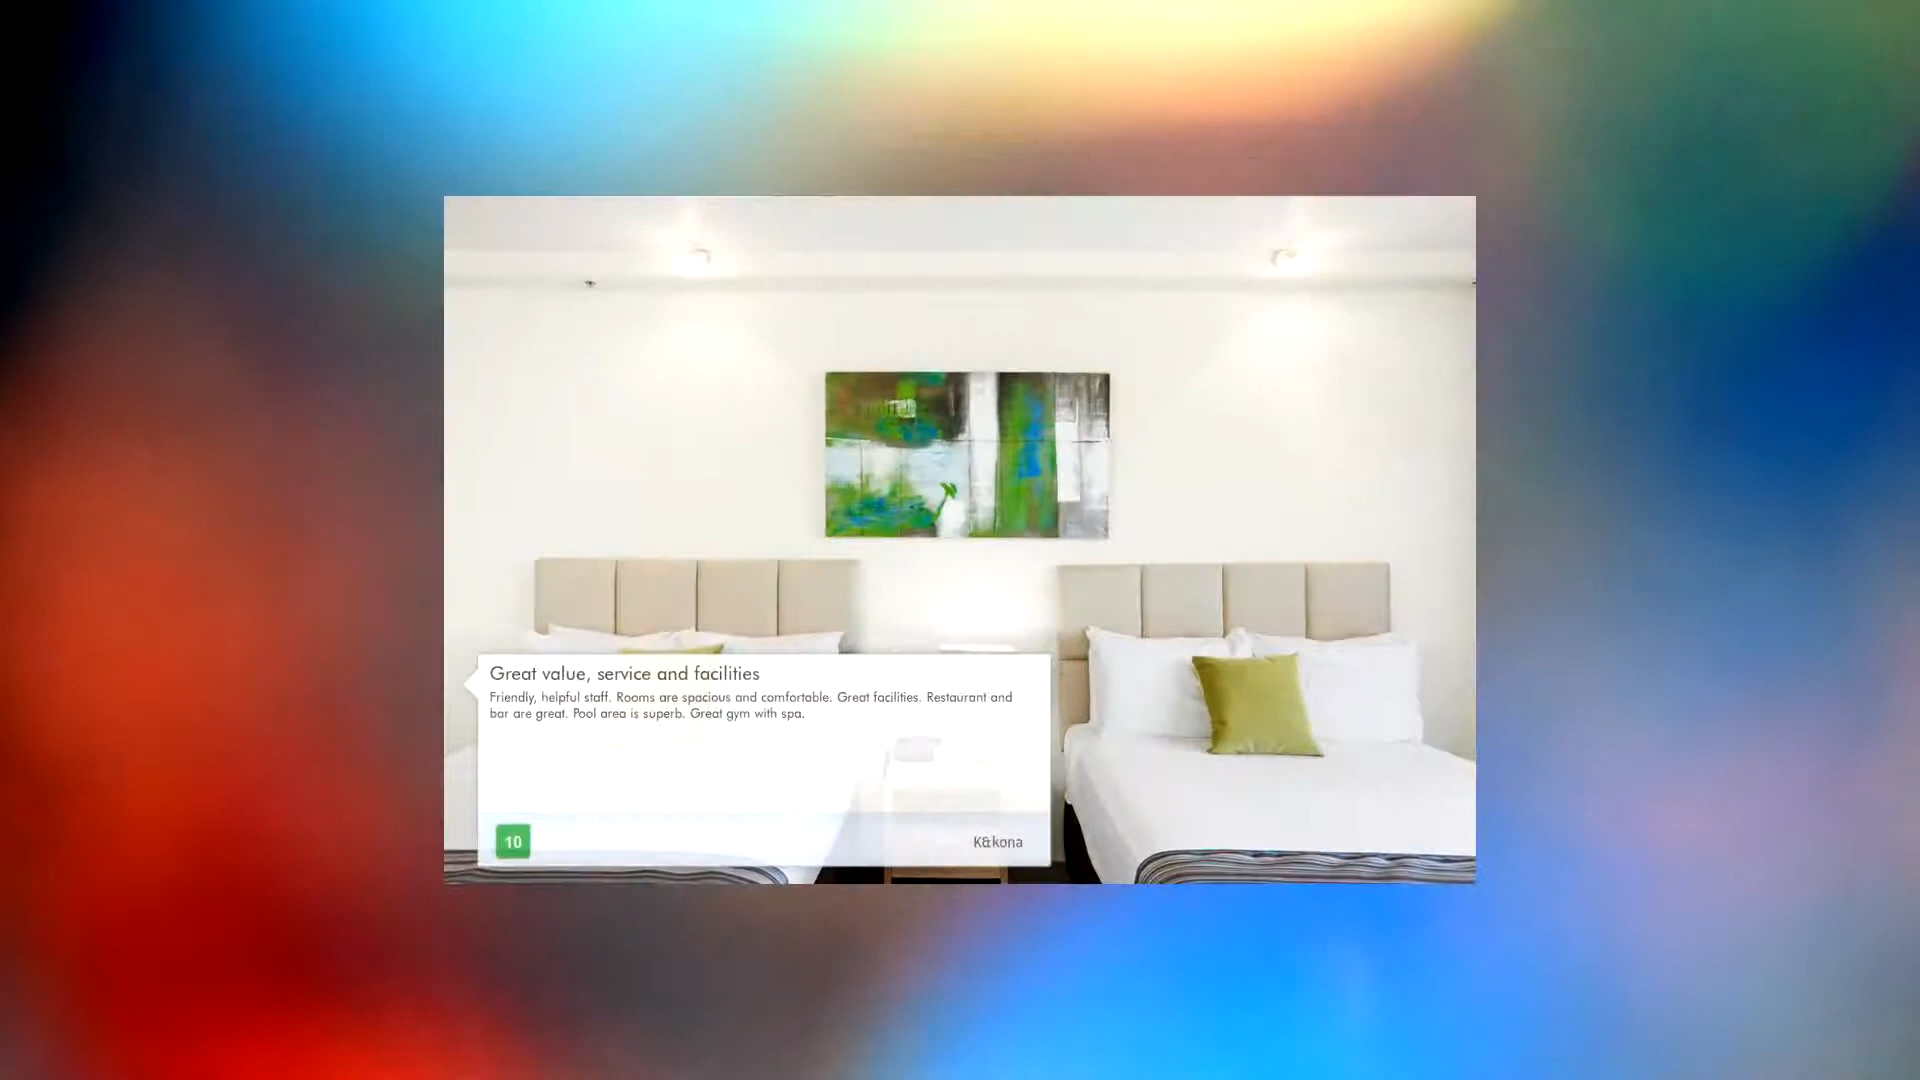 Great value, service and facilities
Friendly, helpful staff. Rooms are spacious and comfortable. Great facilities. Restaurant and
bar are great. Pool area is superb. Great gym with spa.
10
K&kona